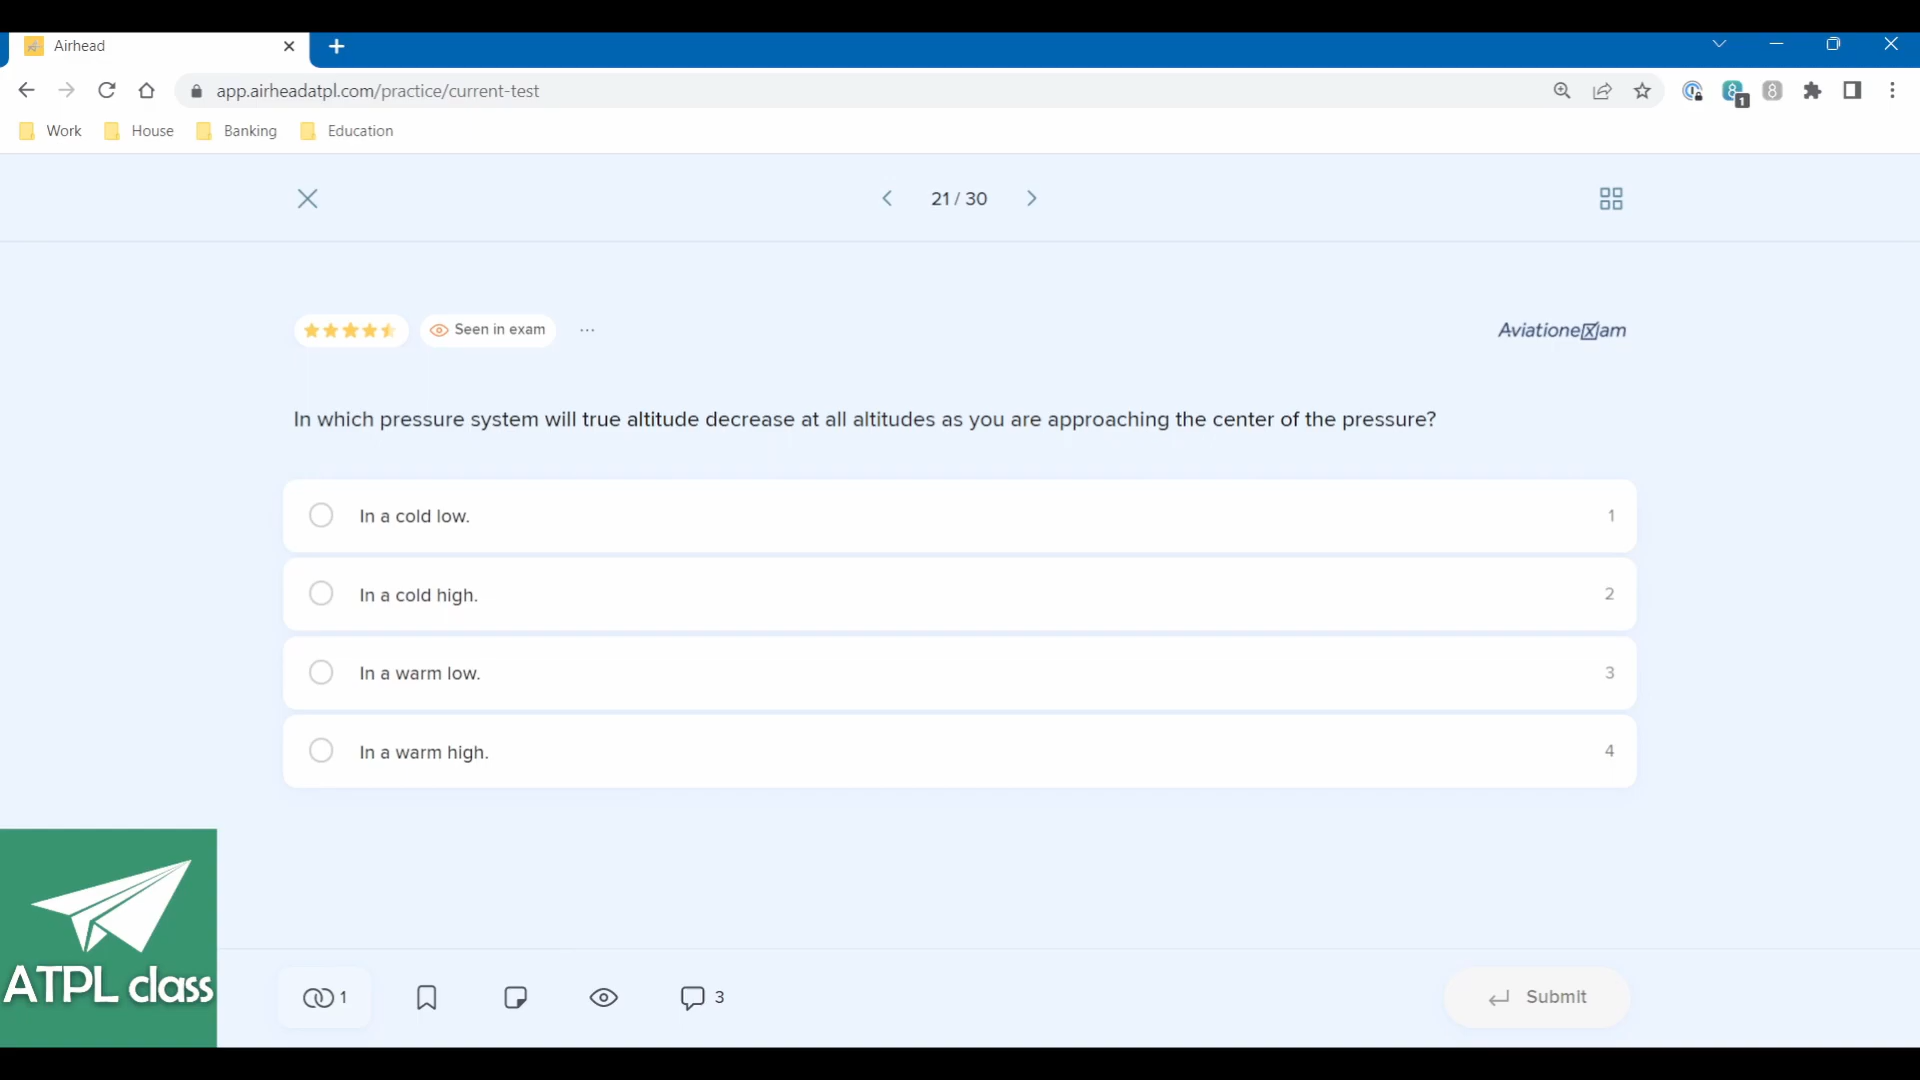 Airhead
app.airheadatpl.com/practice/current-test
1
8
Work House Banking Education
21 / 30
Seen in exam ...
Aviationexam
In which pressure system will true altitude decrease at all altitudes as you are approaching the center of the pressure?
In a cold low. 1
In a cold high. 2
In a warm low. 3
In a warm high. 4
ATPL class
1
3
Submit